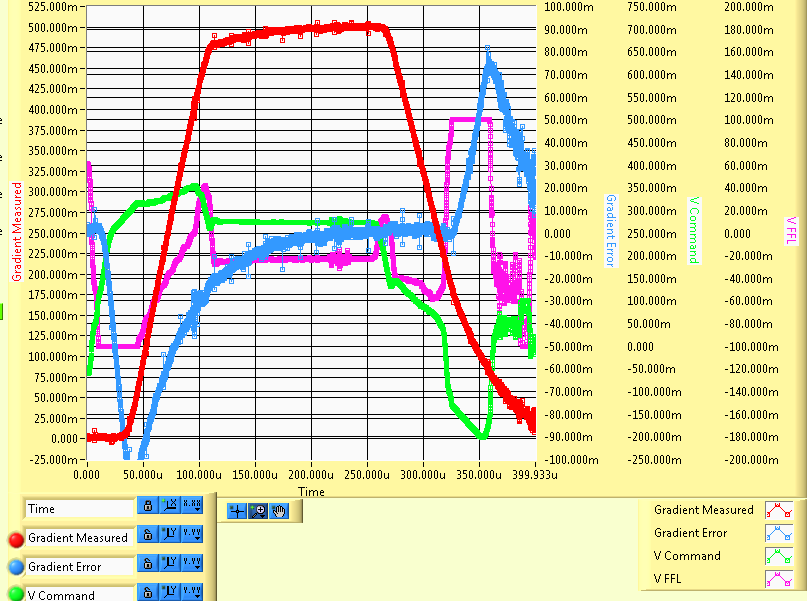 525.000m
500.000m
475.000m
450.000m
425.000m
400.000m
375.000m
350.000m
325.000m
300.000m
275.000m
250.000m
225.000m
200.000m
175.000m
150.000m
125.000m
100.000m
75.000m
50.000m
25.000m
0.000
-25.000m
Gradient Measured
100.000m
90.000m
80.000m
70.000m
60.000m
50.000m
40.000m
30.000m
20.000m
10.000m
0.000
-10.000m
-20.000m
-30.000m
-40.000m
-50.000m
-60.000m
-70.000m
-80.000m
-90.000m
-100.000m
Gradient Error
750.000m
700.000m
650.000m
600.000m
550.000m
500.000m
450.000m
400.000m
350.000m
300.000m
250.000m
200.000m
150.000m
100.000m
50.000m
0.000
-50.000m
-100.000m
-150.000m
-200.000m
-250.000m
V Command
200.000m
180.000m
160.000m
140.000m
120.000m
100.000m
80.000m
60.000m
40.000m
20.000m
0.000
-20.000m
-40.000m
-60.000m
-80.000m
-100.000m
-120.000m
-140.000m
-160.000m
-180.000m
-200.000m
V FFL
0.000
50.000u
100.000u
150.000u
200.000u
250.000u
300.000u
350.000u
399.933u
Time
Time
Gradient Measured
Gradient Error
V Command
Gradient Measured
Gradient Error
V Command
V FFL